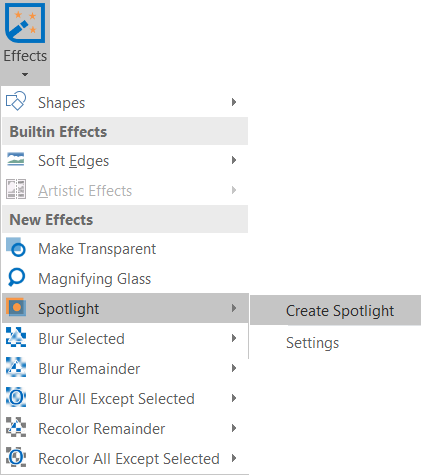 Effects
Shapes
Builtin Effects
Soft Edges
Artistic Effects
New Effects
Make Transparent
Magnifying Glass
Spotlight
Create Spotlight
Settings
Blur Selected
Blur Remainder
Blur All Except Selected
Recolor Remainder
Recolor All Except Selected